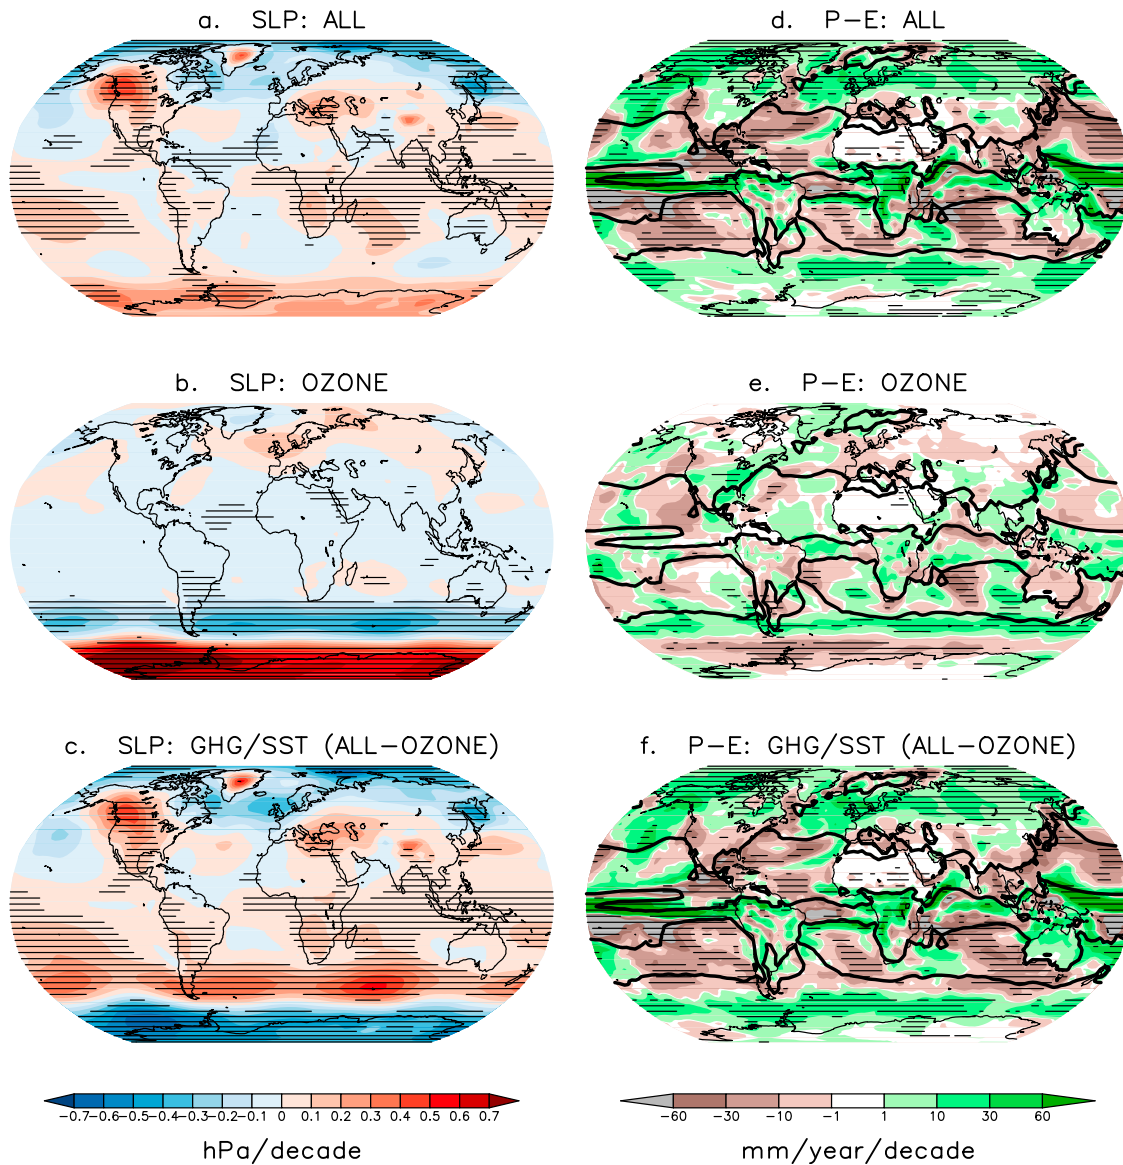 a. SLP: ALL
d. P-E: ALL
b. SLP: OZONE
e. P-E: OZONE
c. SLP: GHG/SST (ALL-OZONE)
f. P-E: GHG/SST (ALL-OZONE)
-0.7-0.6-0.5-0.4-0.3-0.2-0.1 0 0.1 0.2 0.3 0.4 0.5 0.6 0.7
hPa/decade
-60 -30 -10 -1 1 10 30 60
mm/year/decade